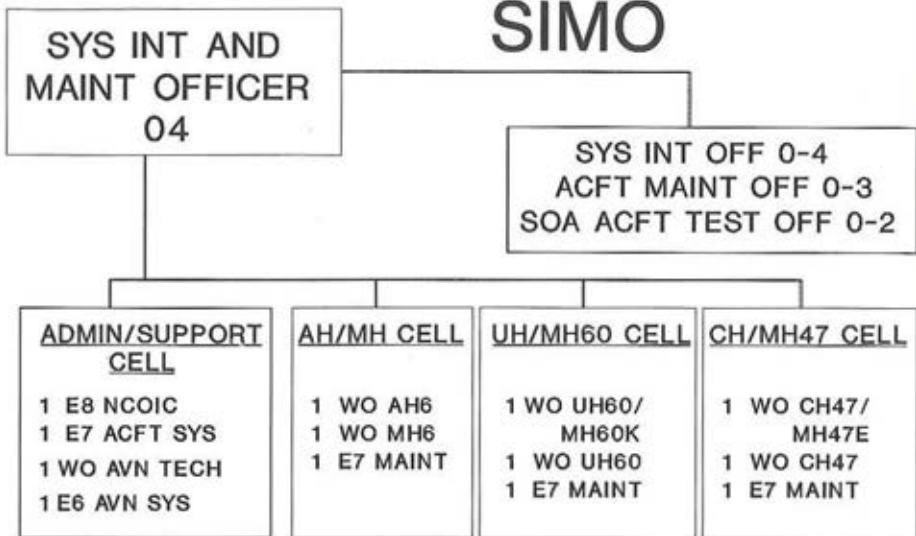 SIMO
SYS INT AND
MAINT OFFICER
04
SYS INT OFF 0-4
ACFT MAINT OFF 0-3
SOA ACFT TEST OFF 0-2
ADMIN/SUPPORT
CELL
1 E8 NCOIC
1 E7 ACFT SYS
1 WO AVN TECH
1 E6 AVN SYS
AH/MH CELL
1 WO AH6
1 WO MH6
1 E7 MAINT
UH/MH60 CELL
1 WO UH60/
MH60K
1 WO UH60
1 E7 MAINT
CH/MH47 CELL
1 WO CH47/
MH47E
1 WO CH47
1 E7 MAINT